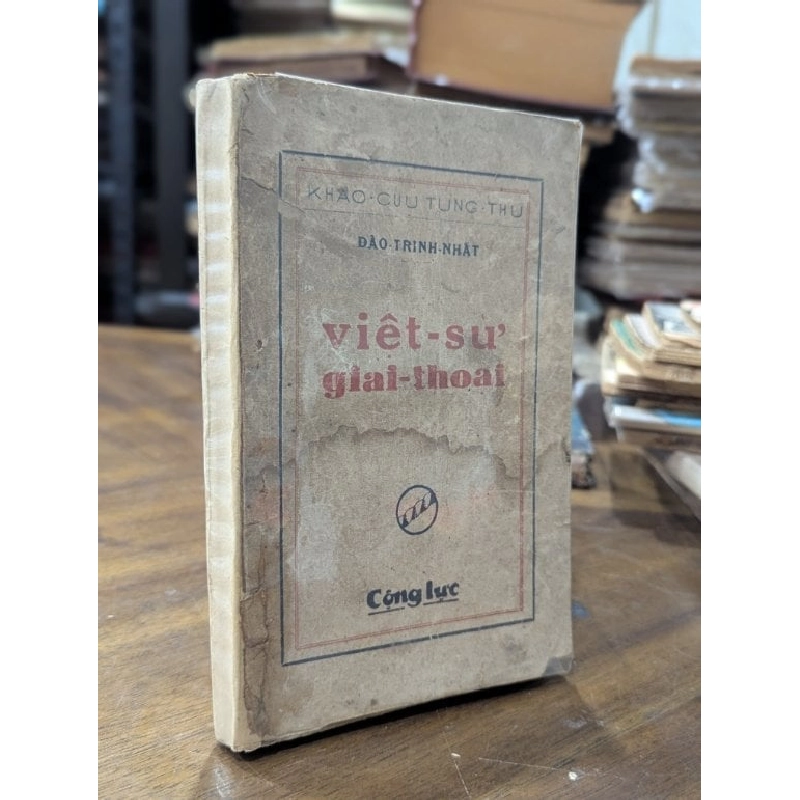 KHẢO·CỨU TÙNG·THƯ
ĐÀO·TRINH·NHẤT
việt-sử
giai-thoại
Cộng lực